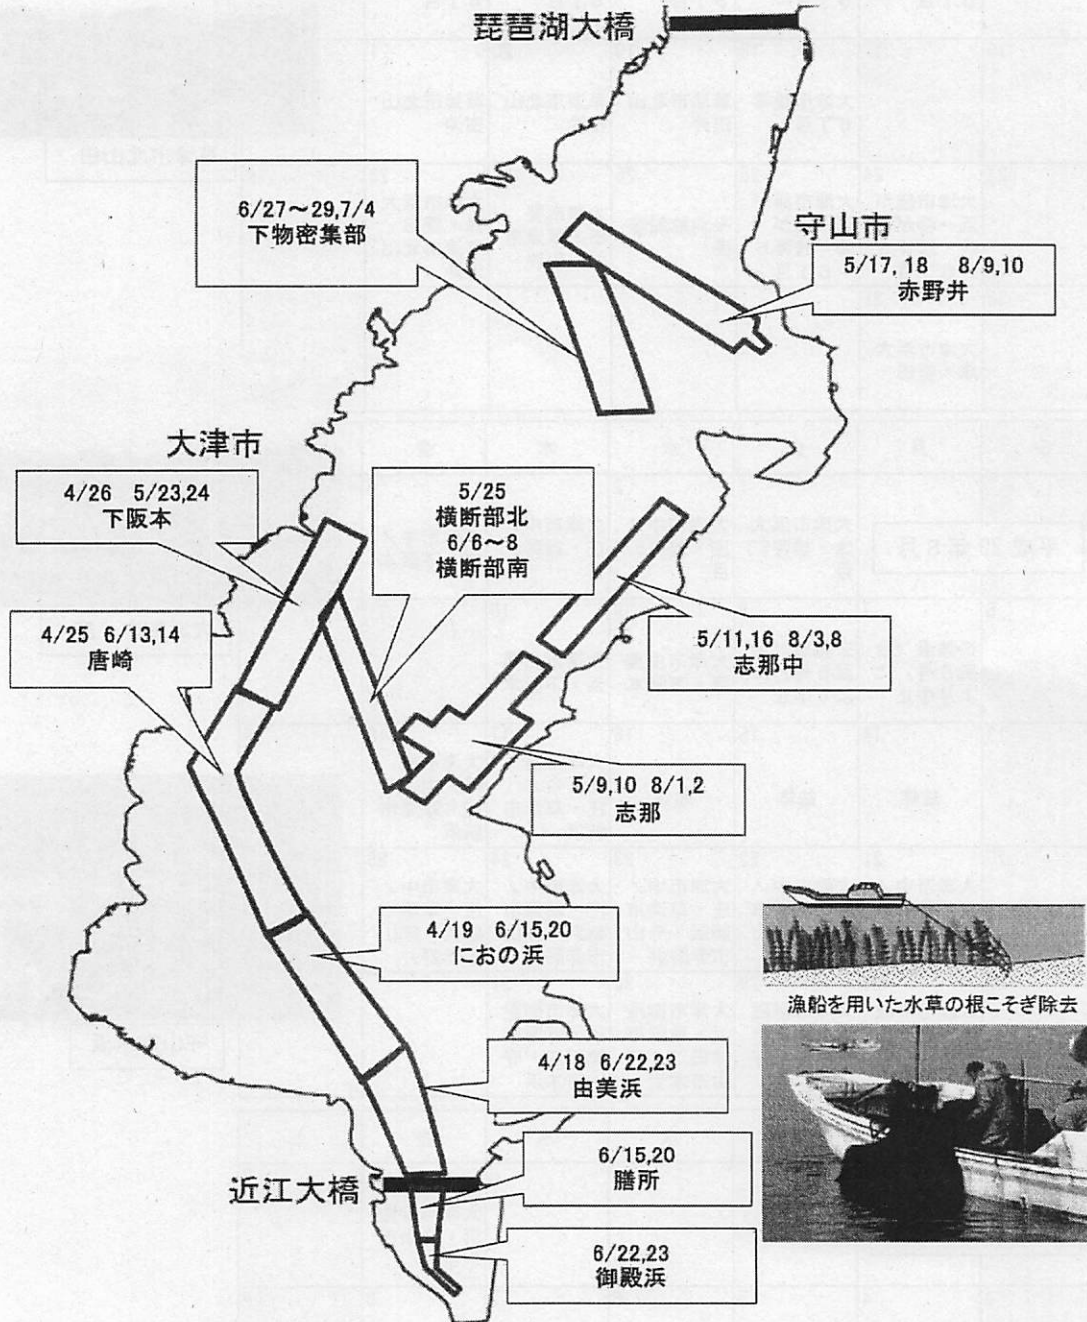 琵琶湖大橋
6/27～29,7/4
下物密集部
守山市
5/17, 18　8/9,10
赤野井
大津市
4/26　5/23,24
下阪本
5/25
横断部北
6/6～8
横断部南
4/25　6/13,14
唐崎
5/11,16　8/3,8
志那中
5/9,10　8/1,2
志那
4/19　6/15,20
におの浜
漁船を用いた水草の根こそぎ除去
4/18　6/22,23
由美浜
6/15,20
膳所
近江大橋
6/22,23
御殿浜